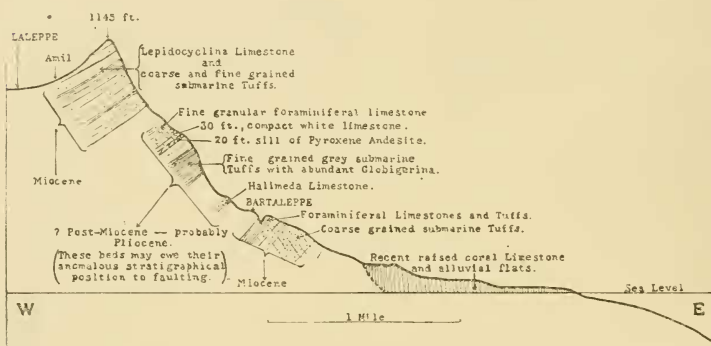 1145 ft.
LALEPPE
Amil
Lepidocyclina Limestone
and
coarse and fine grained
submarine Tuffs.
Fine granular foraminiferal limestone
30 ft., compact white limestone.
20 ft. sill of Pyroxene Andesite.
Fine grained grey submarine
Tuffs with abundant Globigerina.
Miocene
Halimeda Limestone.
BARTALEPPE
Foraminiferal Limestones and Tuffs.
Coarse grained submarine Tuffs.
? Post-Miocene — probably
Pliocene.
(These beds may owe their
anomalous stratigraphical
position to faulting.)
Miocene
Recent raised coral Limestone
and alluvial flats.
Sea Level
W
E
1 Mile